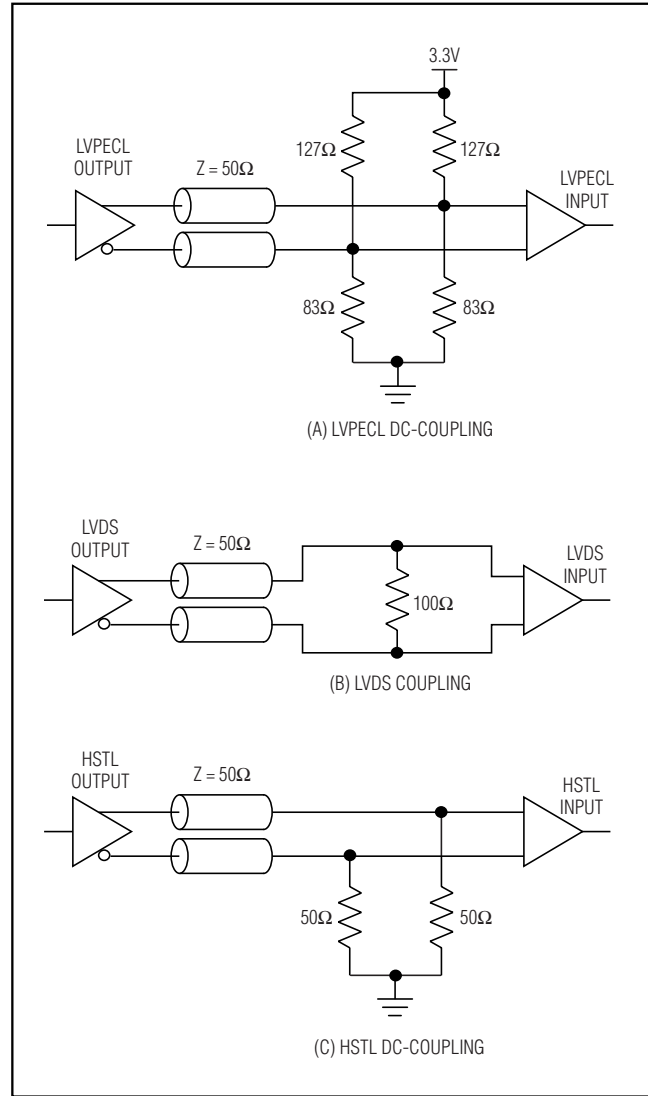 3.3V
LVPECL
OUTPUT
Z = 50Ω
127Ω
127Ω
LVPECL
INPUT
83Ω
83Ω
(A) LVPECL DC-COUPLING
LVDS
OUTPUT
Z = 50Ω
LVDS
INPUT
100Ω
(B) LVDS COUPLING
HSTL
OUTPUT
Z = 50Ω
HSTL
INPUT
50Ω
50Ω
(C) HSTL DC-COUPLING